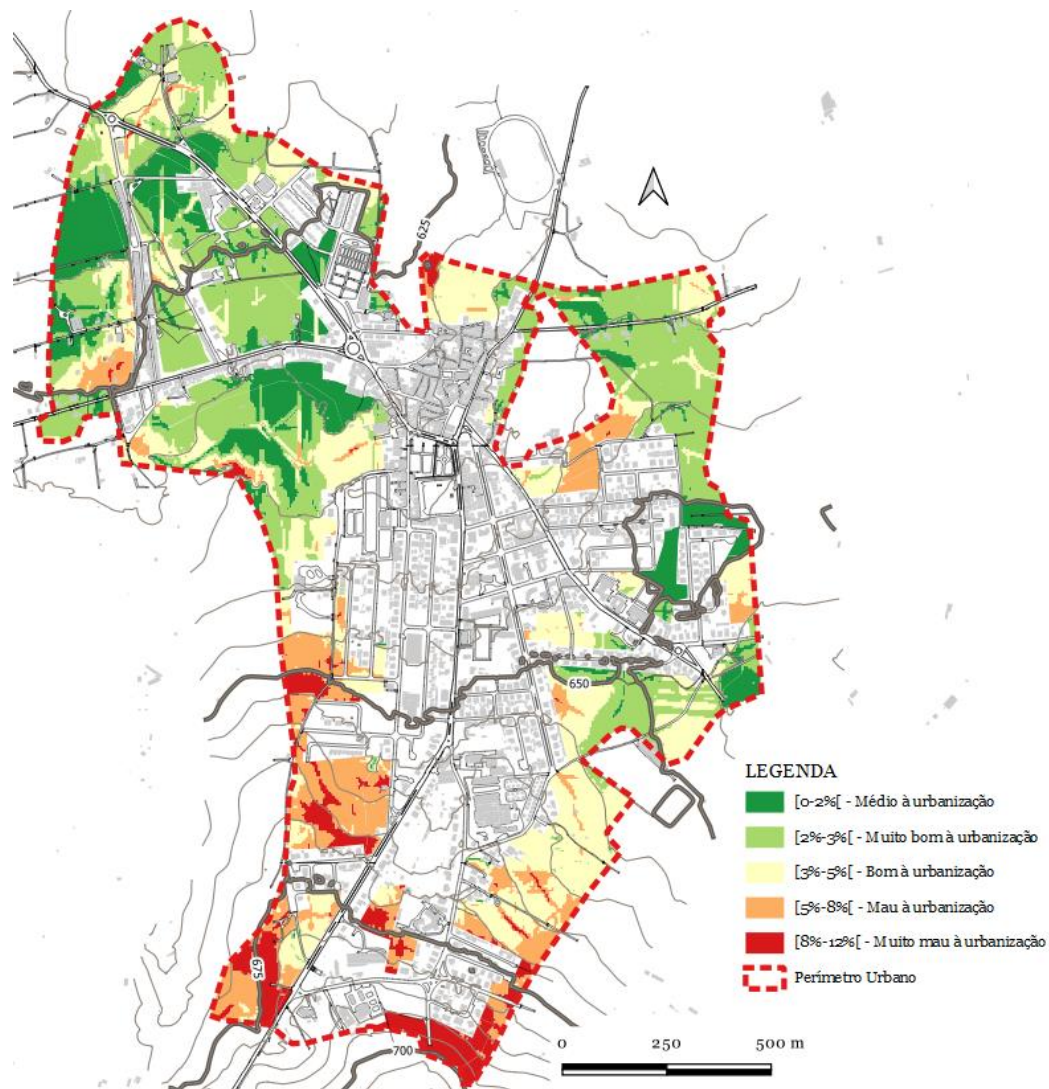 625
650
LEGENDA
[0-2%[ - Médio à urbanização
[2%-3%[ - Muito bom à urbanização
[3%-5%[ - Bom à urbanização
[5%-8%[ - Mau à urbanização
[8%-12%[ - Muito mau à urbanização
Perímetro Urbano
675
700
0 250 500 m